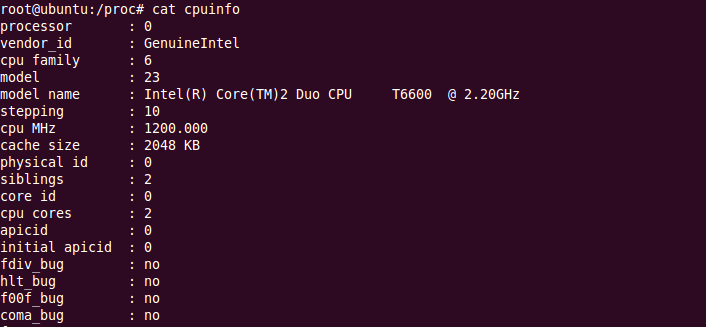 root@ubuntu:/proc# cat cpuinfo
processor       : 0
vendor_id       : GenuineIntel
cpu family      : 6
model           : 23
model name      : Intel(R) Core(TM)2 Duo CPU     T6600  @ 2.20GHz
stepping        : 10
cpu MHz         : 1200.000
cache size      : 2048 KB
physical id     : 0
siblings        : 2
core id         : 0
cpu cores       : 2
apicid          : 0
initial apicid  : 0
fdiv_bug        : no
hlt_bug         : no
f00f_bug        : no
coma_bug        : no